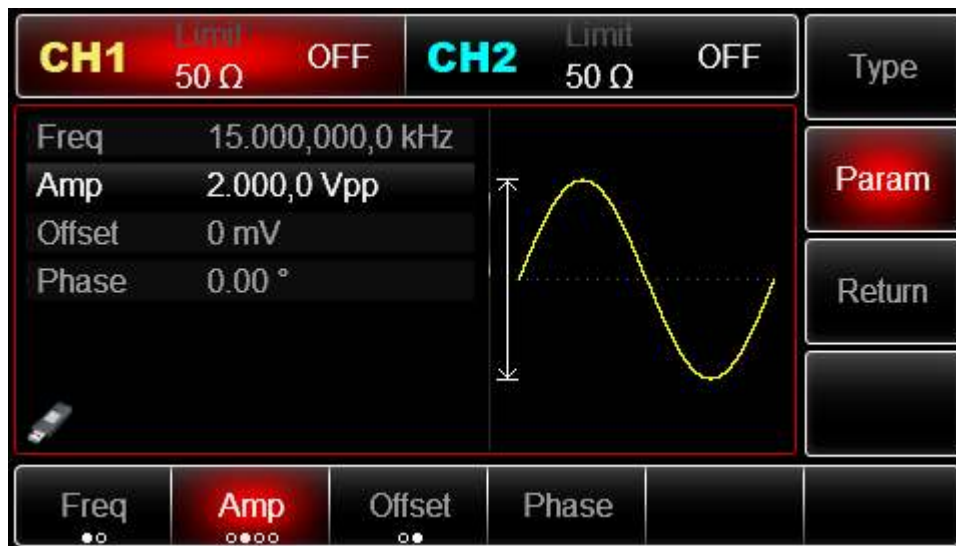 CH1 Limit 50 Ω OFF
CH2 Limit 50 Ω OFF
Type
Freq 15.000,000,0 kHz
Amp 2.000,0 Vpp
Offset 0 mV
Phase 0.00 °
Param
Return
Freq Amp Offset Phase